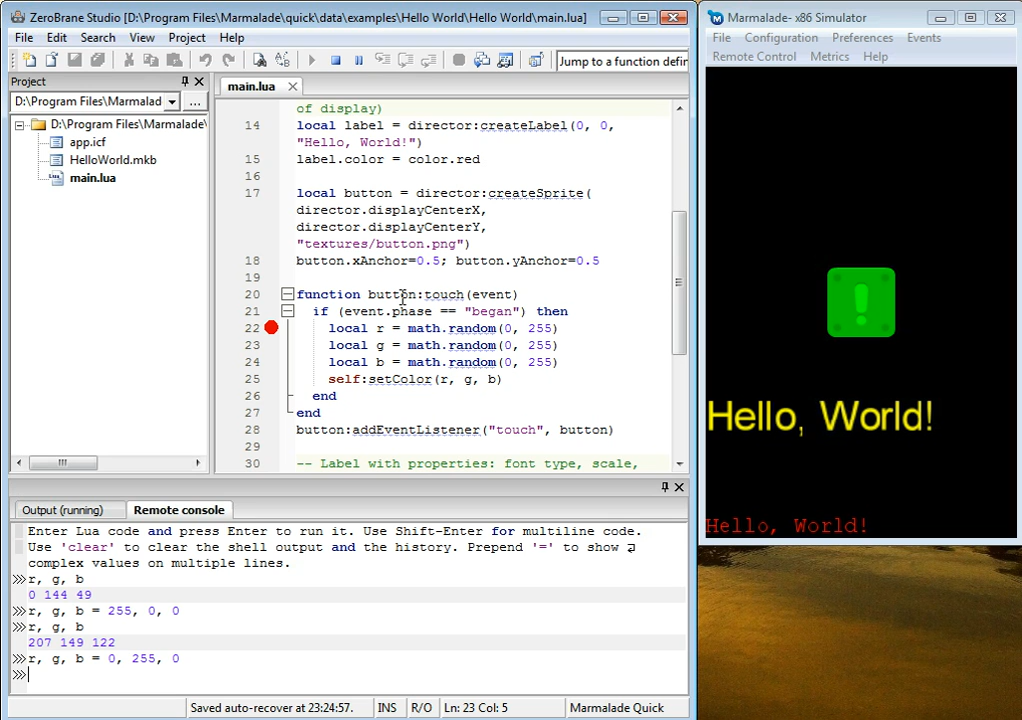 ZeroBrane Studio [D:\Program Files\Marmalade\quick\data\examples\Hello World\Hello World\main.lua]
File Edit Search View Project Help
Jump to a function defin
Project
D:\Program Files\Marmalad
...
D:\Program Files\Marmalade\
app.icf
HelloWorld.mkb
main.lua
main.lua
of display)
14 local label = director:createLabel(0, 0,
"Hello, World!")
15 label.color = color.red
16
17 local button = director:createSprite(
director.displayCenterX,
director.displayCenterY,
"textures/button.png")
18 button.xAnchor=0.5; button.yAnchor=0.5
19
20 function button:touch(event)
21 if (event.phase == "began") then
22 local r = math.random(0, 255)
23 local g = math.random(0, 255)
24 local b = math.random(0, 255)
25 self:setColor(r, g, b)
26 end
27 end
28 button:addEventListener("touch", button)
29
30 -- Label with properties: font type, scale,
Output (running) Remote console
Enter Lua code and press Enter to run it. Use Shift-Enter for multiline code.
Use 'clear' to clear the shell output and the history. Prepend '=' to show
complex values on multiple lines.
r, g, b
0 144 49
r, g, b = 255, 0, 0
r, g, b
207 149 122
r, g, b = 0, 255, 0
Saved auto-recover at 23:24:57. INS R/O Ln: 23 Col: 5 Marmalade Quick
Marmalade- x86 Simulator
File Configuration Preferences Events
Remote Control Metrics Help
!
Hello, World!
Hello, World!